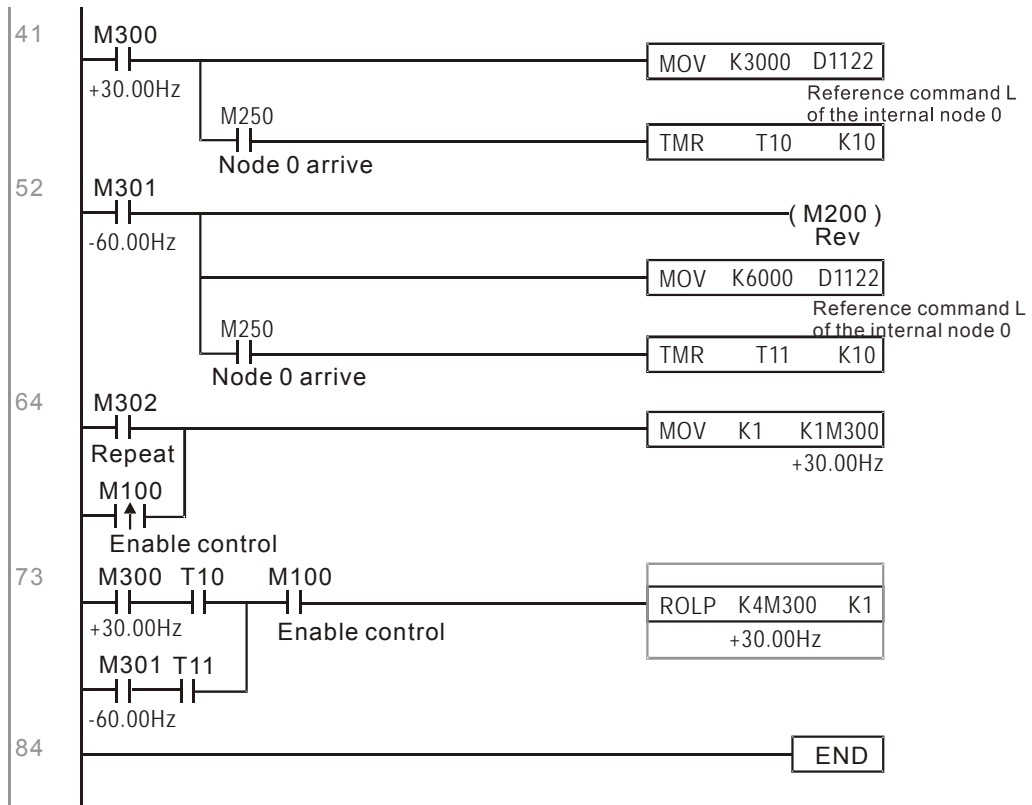 41
M300
+30.00Hz
MOV K3000 D1122
Reference command L
of the internal node 0
M250
Node 0 arrive
TMR T10 K10
52
M301
-60.00Hz
( M200 )
Rev
MOV K6000 D1122
Reference command L
of the internal node 0
M250
Node 0 arrive
TMR T11 K10
64
M302
Repeat
MOV K1 K1M300
+30.00Hz
M100
Enable control
73
M300 T10 M100
+30.00Hz
Enable control
ROLP K4M300 K1
+30.00Hz
M301 T11
-60.00Hz
84
END